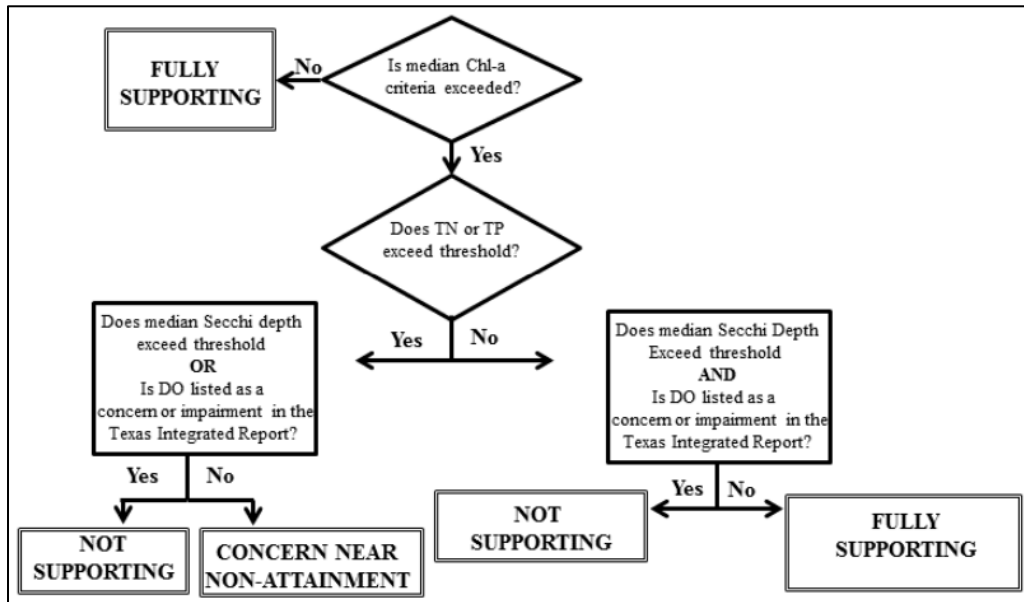 Is median Chl-a
criteria exceeded?
No
FULLY
SUPPORTING
Yes
Does TN or TP
exceed threshold?
Yes
No
Does median Secchi depth
exceed threshold
OR
Is DO listed as a
concern or impairment in the
Texas Integrated Report?
Does median Secchi Depth
Exceed threshold
AND
Is DO listed as a
concern or impairment in the
Texas Integrated Report?
Yes
No
Yes
No
NOT
SUPPORTING
CONCERN NEAR
NON-ATTAINMENT
NOT
SUPPORTING
FULLY
SUPPORTING